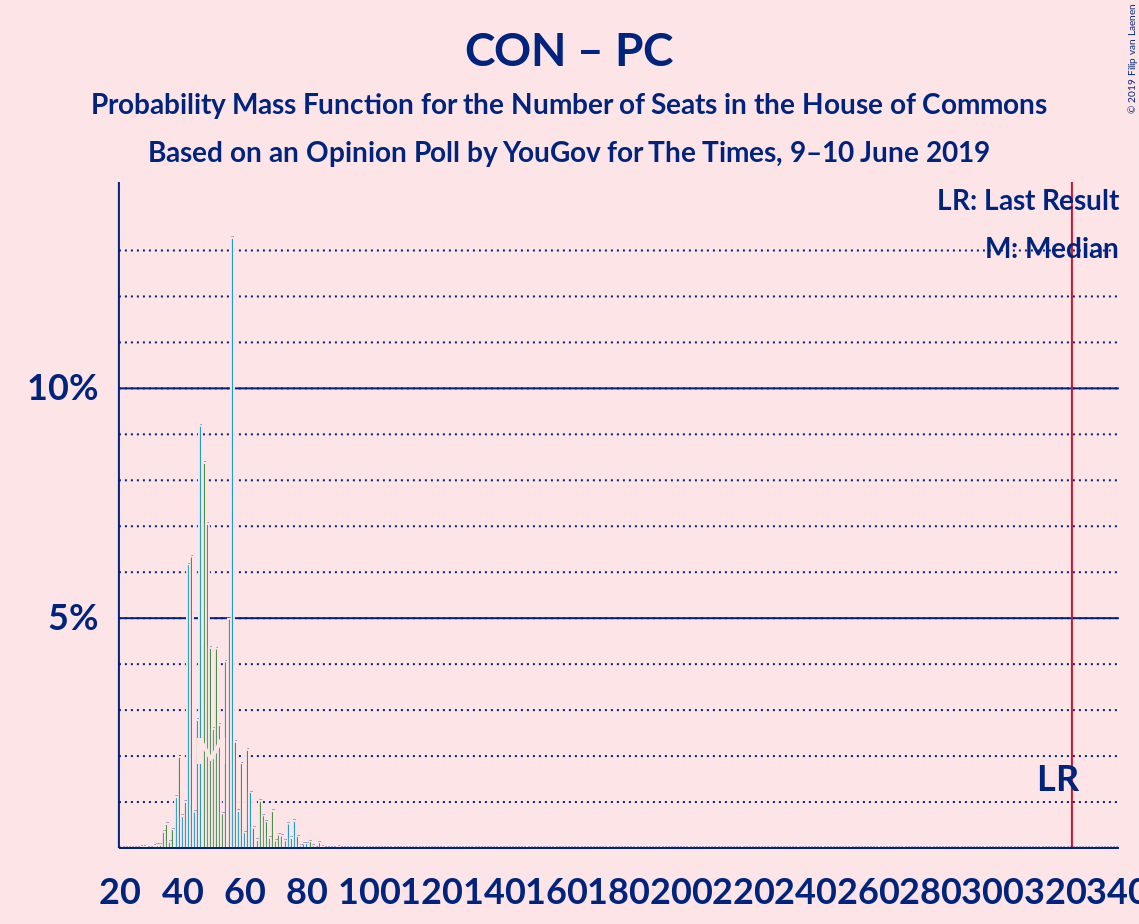 CON – PC
Probability Mass Function for the Number of Seats in the House of Commons
Based on an Opinion Poll by YouGov for The Times, 9–10 June 2019
© 2019 Filip van Laenen
LR: Last Result
M: Median
10%
5%
LR
20 40 60 80 100 120 140 160 180 200 220 240 260 280 300 320 340